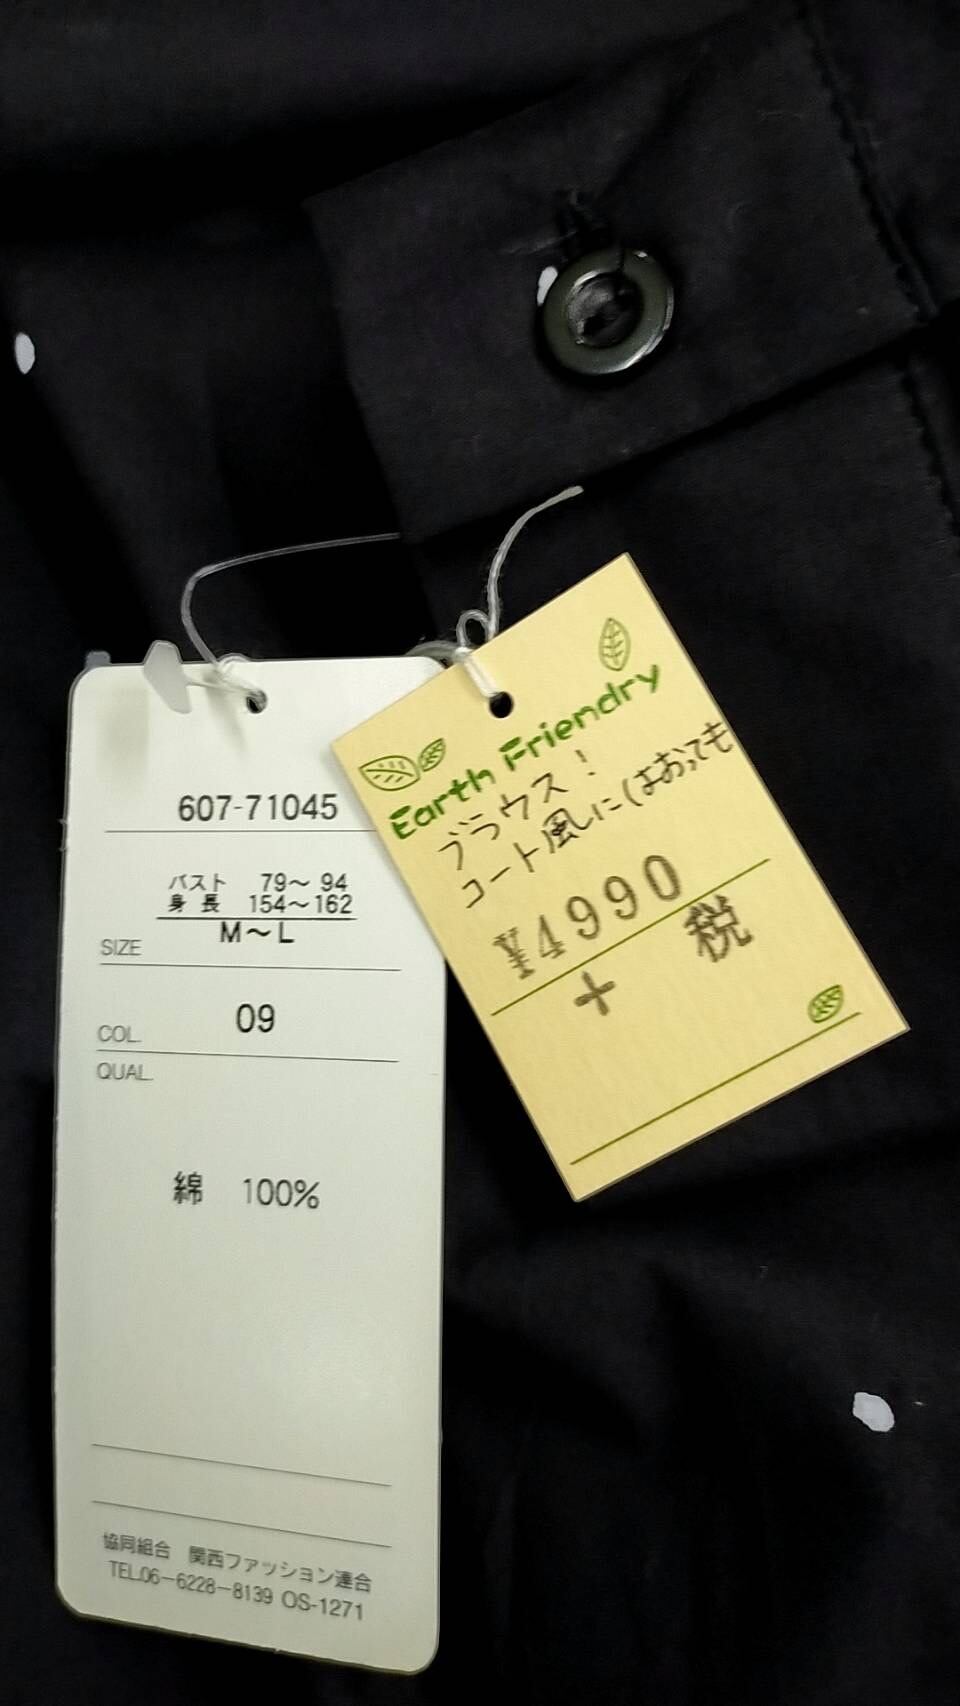 607-71045
バスト 79～94
身長 154～162
M～L
SIZE
COL. 09
QUAL.
綿 100%
協同組合 関西ファッション連合
TEL.06-6228-8139 OS-1271
Earth Friendry
ブラウス!
コート風にはおっても
¥4990
+ 税